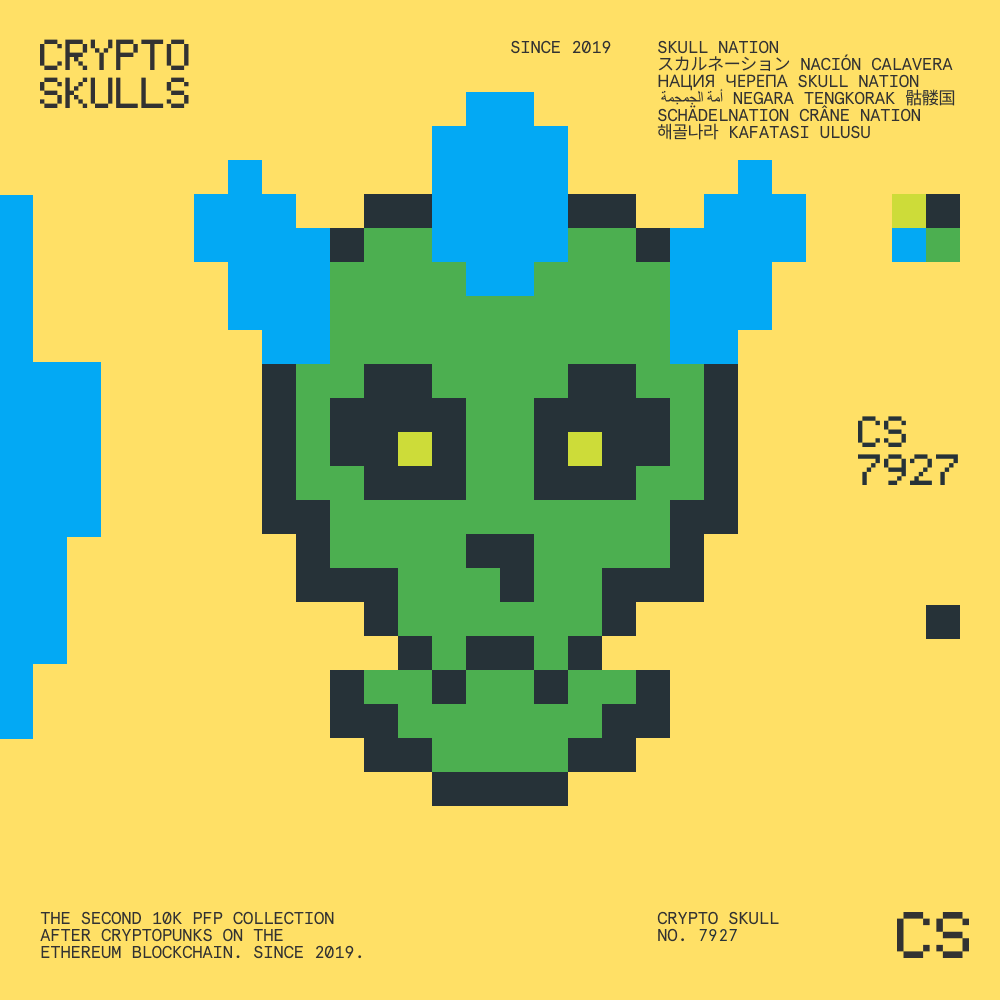 CRYPTO
SKULLS
SINCE 2019
SKULL NATION
スカルネーション NACIÓN CALAVERA
НАЦИЯ ЧЕРЕПА SKULL NATION
أمة الجمجمة NEGARA TENGKORAK 骷髅国
SCHÄDELNATION CRÂNE NATION
해골나라 KAFATASI ULUSU
CS
7927
THE SECOND 10K PFP COLLECTION
AFTER CRYPTOPUNKS ON THE
ETHEREUM BLOCKCHAIN. SINCE 2019.
CRYPTO SKULL
NO. 7927
CS